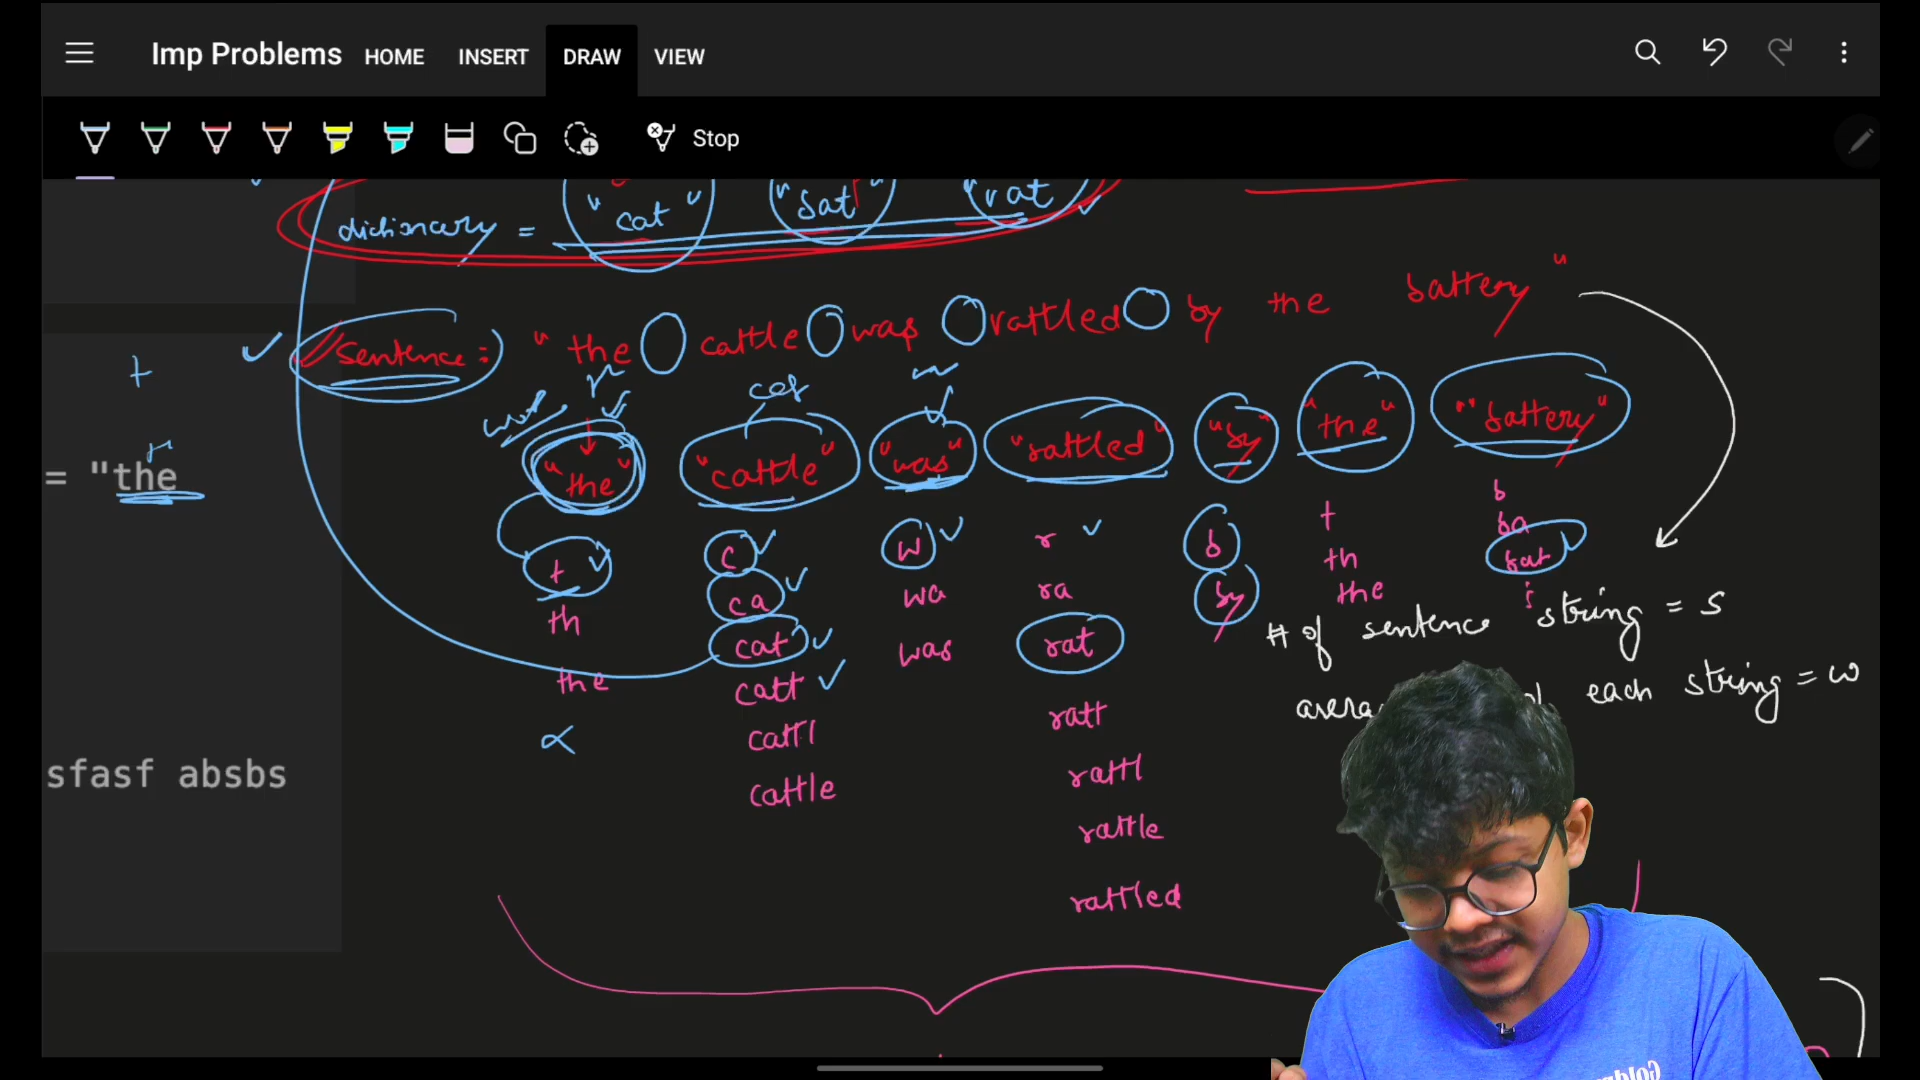 Imp Problems HOME INSERT DRAW VIEW
Stop
dictionary = "cat" "bat" "rat"
Sentence: "the cattle was rattled by the battery"
t
= "the
"the" "cattle" "was" "rattled" "by" "the" "battery"
t c w r b t b
th ca wa ra by th ba
the cat was rat the bat
catt ratt
cattl rattl
cattle rattle
rattled
# of sentence string = s
each string = w
sfasf absbs